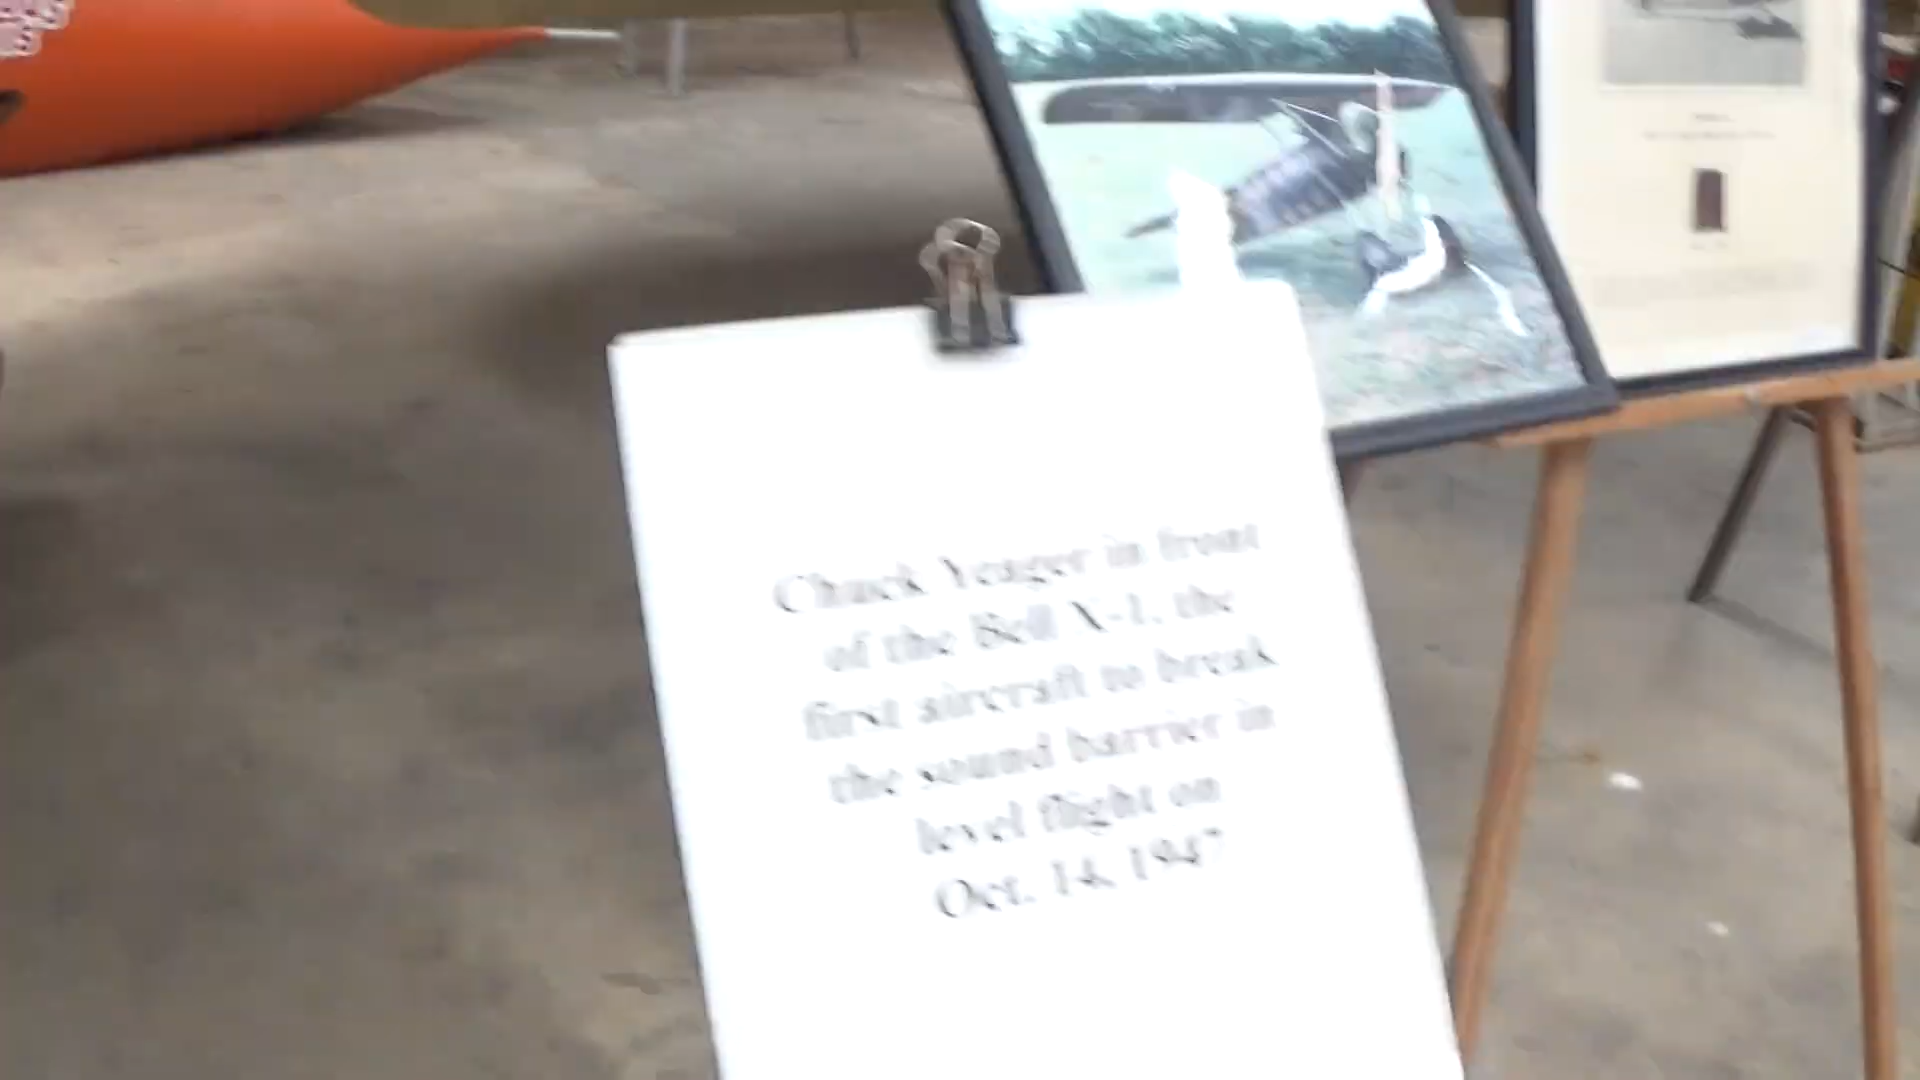 Chuck Yeager in front
of the Bell X-1, the
first aircraft to break
the sound barrier in
level flight on
Oct. 14, 1947